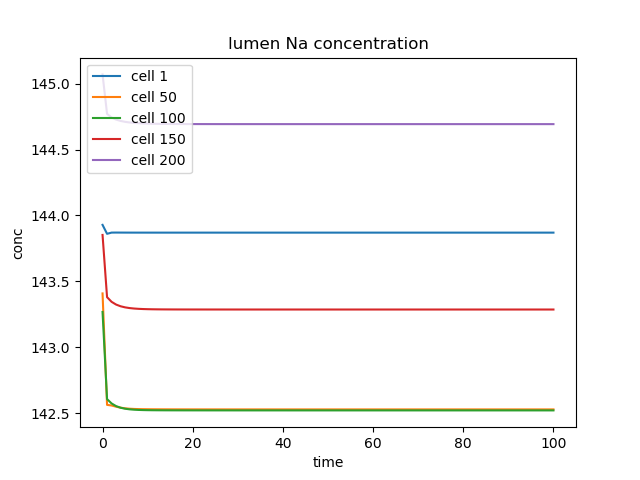 lumen Na concentration
cell 1
cell 50
cell 100
cell 150
cell 200
145.0
144.5
144.0
143.5
143.0
142.5
conc
0 20 40 60 80 100
time